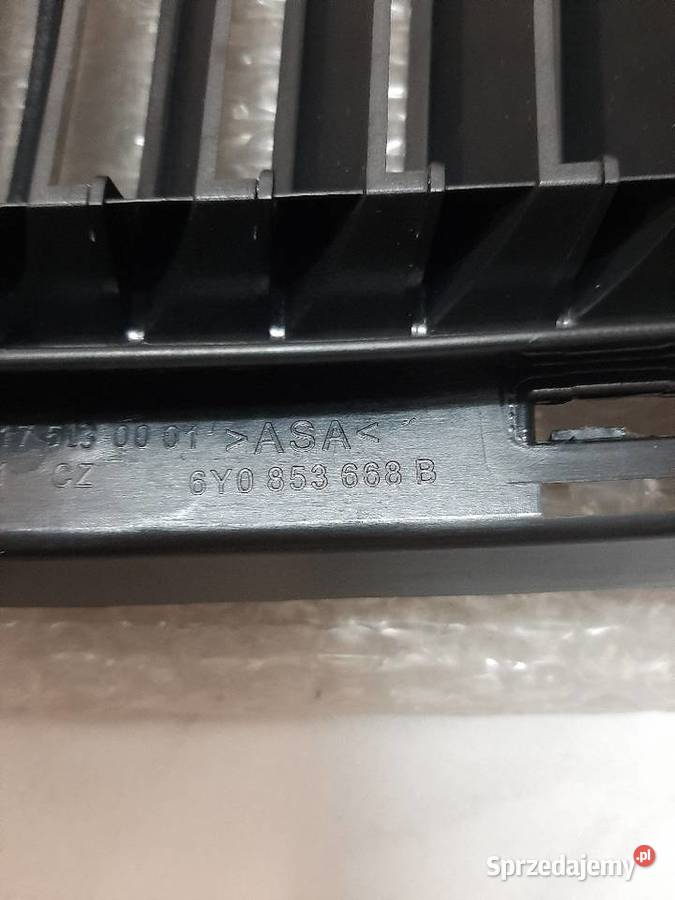 17 513 00 01 >ASA<
CZ 6Y0 853 668 B
Sprzedajemy.pl